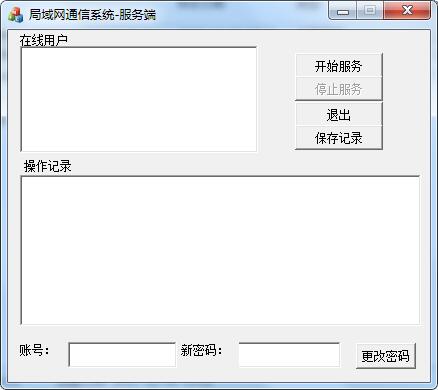 局域网通信系统-服务端
在线用户
开始服务
停止服务
退出
保存记录
操作记录
账号：
新密码：
更改密码